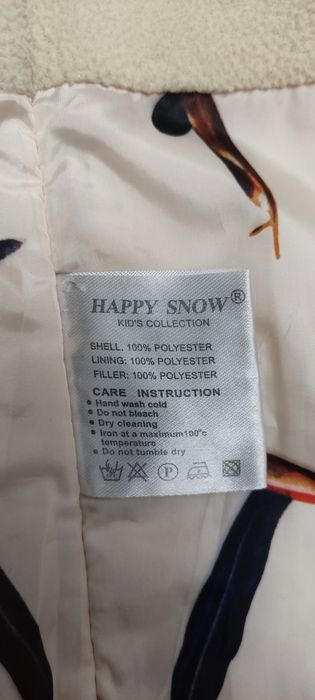 HAPPY SNOW®
KID'S COLLECTION
SHELL: 100% POLYESTER
LINING: 100% POLYESTER
FILLER: 100% POLYESTER
CARE INSTRUCTION
• Hand wash cold
• Do not bleach
• Dry cleaning
• Iron at a maximum100°c
temperature
• Do not tumble dry
P